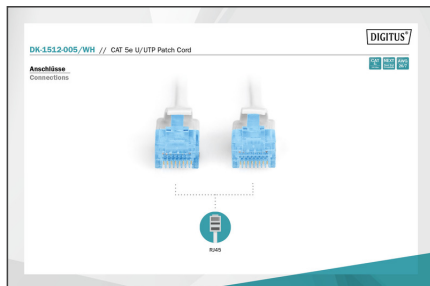 DIGITUS®
DK-1512-005/WH // CAT 5e U/UTP Patch Cord
Anschlüsse
Connections
RJ45